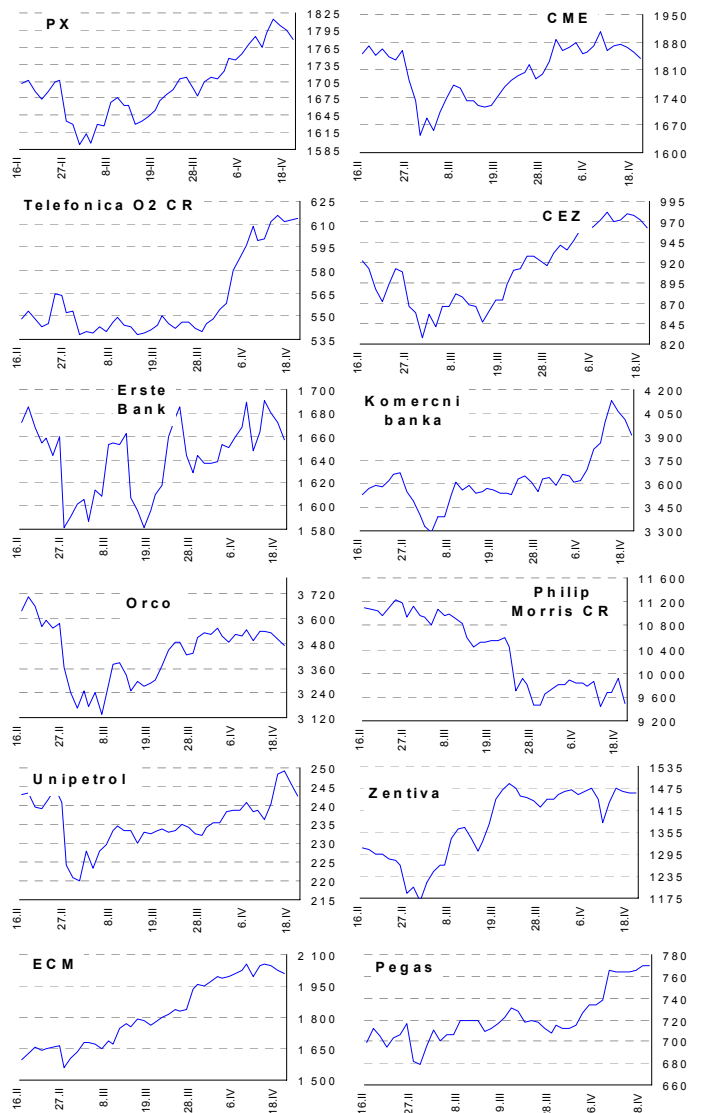 PX
1825
1795
1765
1735
1705
1675
1645
1615
1585
16-II
27-II
8-III
19-III
28-II
6-IV
18-IV
CME
1950
1880
1810
1740
1670
1600
16.II
27.II
8.III
19.III
28.III
6.IV
18.IV
Telefonica O2 CR
625
610
595
580
565
550
535
16.II
27.II
8.III
19.III
28.III
6.IV
18.IV
CEZ
995
970
945
920
895
870
845
820
16.II
27.II
8.III
19.III
28.III
6.IV
18.IV
Erste
Bank
1 700
1 680
1 660
1 640
1 620
1 600
1 580
16.II
27.II
8.III
19.III
28.III
6.IV
18.IV
Komercni
banka
4 200
4 050
3 900
3 750
3 600
3 450
3 300
16.II
27.II
8.III
19.III
28.III
6.IV
18.IV
Orco
3 720
3 600
3 480
3 360
3 240
3 120
16.II
27.II
8.III
19.III
28.III
6.IV
18.IV
Philip
Morris CR
11 600
11 200
10 800
10 400
10 000
9 600
9 200
16.II
27.II
8.III
19.III
28.III
6.IV
18.IV
Unipetrol
250
245
240
235
230
225
220
215
16.II
27.II
8.III
19.III
28.III
6.IV
18.IV
Zentiva
1535
1475
1415
1355
1295
1235
1175
16.II
27.II
8.III
9.III
28.III
6.IV
18.IV
ECM
2 100
1 950
1 800
1 650
1 500
16.II
27.II
8.III
19.III
28.III
6.IV
18.IV
Pegas
780
760
740
720
700
680
660
16.II
27.II
8.III
9.III
8.III
6.IV
8.IV